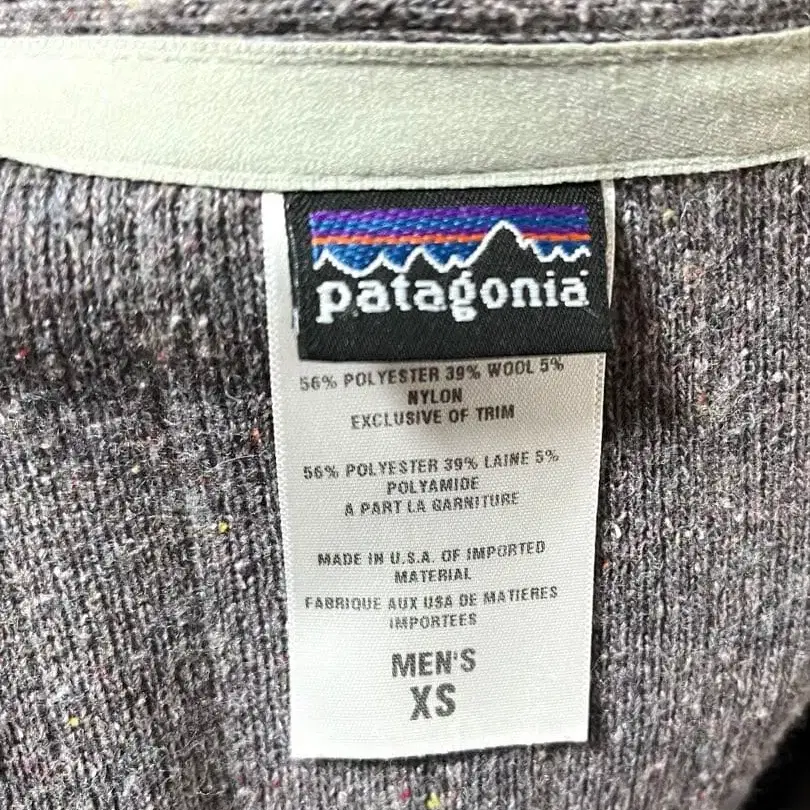 patagonia
56% POLYESTER 39% WOOL 5%
NYLON
EXCLUSIVE OF TRIM
56% POLYESTER 39% LAINE 5%
POLYAMIDE
A PART LA GARNITURE
MADE IN U.S.A. OF IMPORTED
MATERIAL
FABRIQUE AUX USA DE MATIERES
IMPORTEES
MEN'S
XS